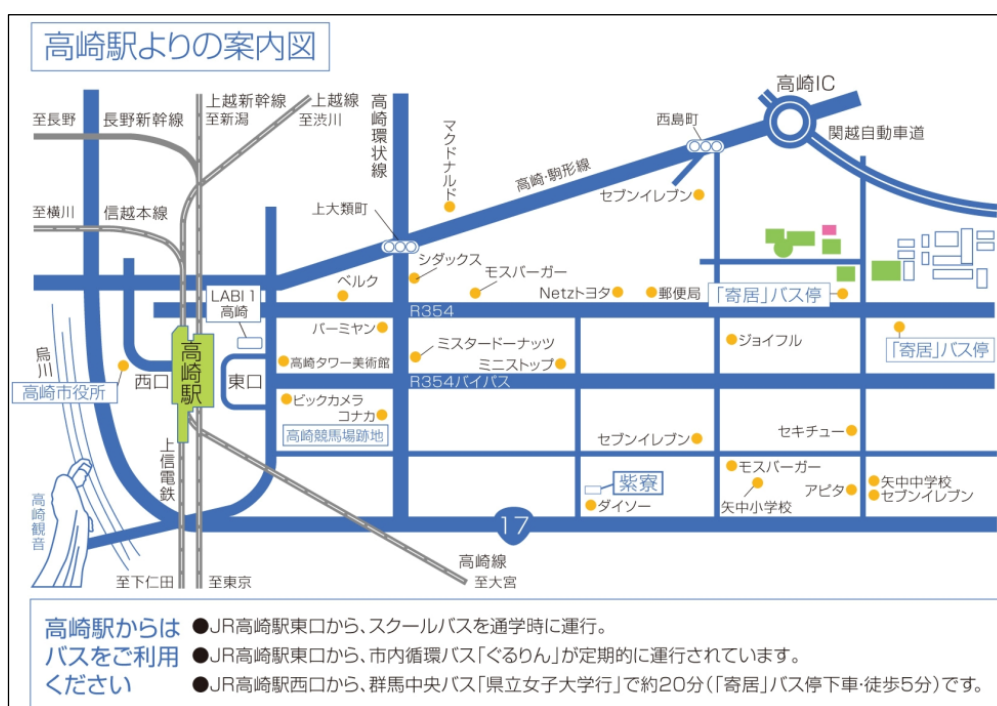 高崎駅よりの案内図
高崎IC
至長野
長野新幹線
上越新幹線
至新潟
上越線
至渋川
高崎環状線
マクドナルド
西島町
関越自動車道
高崎・駒形線
セブンイレブン
至横川
信越本線
上大類町
シダックス
モスバーガー
ベルク
Netzトヨタ
郵便局
「寄居」バス停
LABI 1
高崎
R354
烏川
バーミヤン
ミスタードーナッツ
ジョイフル
「寄居」バス停
高崎駅
高崎タワー美術館
ミニストップ
西口
東口
R354バイパス
高崎市役所
ビックカメラ
コナカ
高崎競馬場跡地
セブンイレブン
セキチュー
上信電鉄
モスバーガー
矢中中学校
紫寮
アピタ
セブンイレブン
高崎観音
ダイソー
矢中小学校
17
高崎線
至下仁田
至東京
至大宮
高崎駅からは
バスをご利用
ください
●JR高崎駅東口から、スクールバスを通学時に運行。
●JR高崎駅東口から、市内循環バス「ぐるりん」が定期的に運行されています。
●JR高崎駅西口から、群馬中央バス「県立女子大学行」で約20分(「寄居」バス停下車・徒歩5分)です。